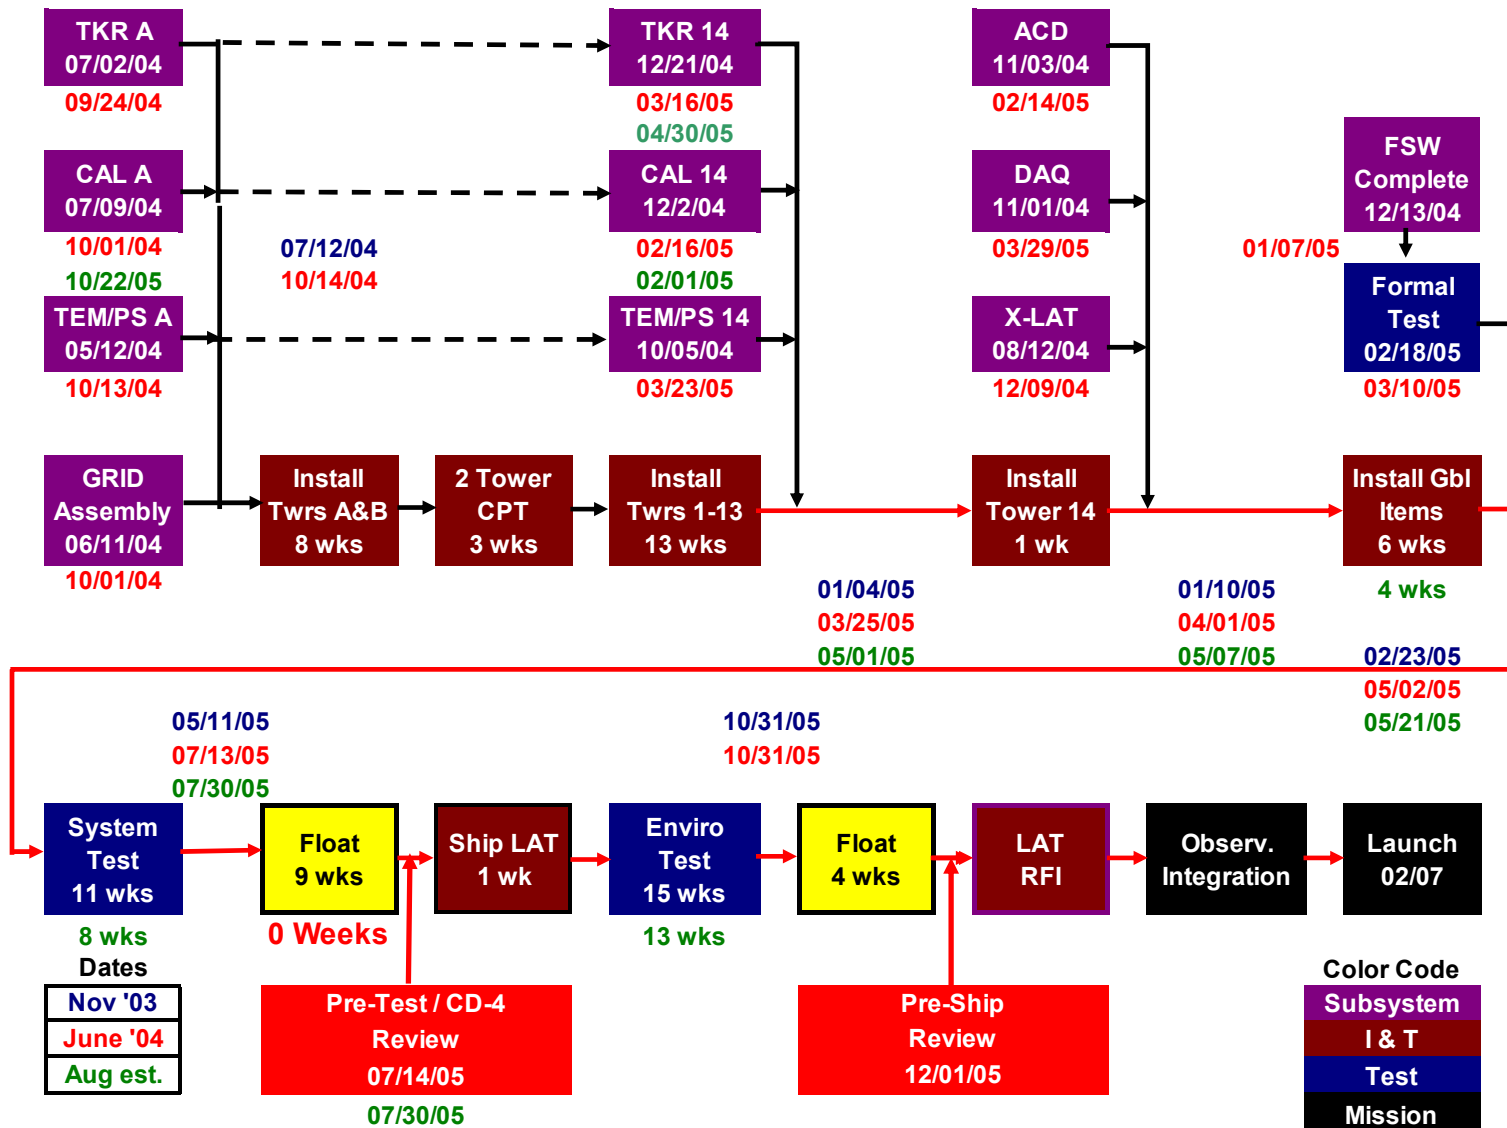 TKR A
07/02/04
09/24/04
TKR 14
12/21/04
03/16/05
04/30/05
ACD
11/03/04
02/14/05
CAL A
07/09/04
10/01/04
10/22/05
07/12/04
10/14/04
CAL 14
12/2/04
02/16/05
02/01/05
DAQ
11/01/04
03/29/05
FSW
Complete
12/13/04
01/07/05
TEM/PS A
05/12/04
10/13/04
TEM/PS 14
10/05/04
03/23/05
X-LAT
08/12/04
12/09/04
Formal
Test
02/18/05
03/10/05
GRID
Assembly
06/11/04
10/01/04
Install
Twrs A&B
8 wks
2 Tower
CPT
3 wks
Install
Twrs 1-13
13 wks
Install
Tower 14
1 wk
Install Gbl
Items
6 wks
4 wks
01/04/05
03/25/05
05/01/05
01/10/05
04/01/05
05/07/05
02/23/05
05/02/05
05/21/05
05/11/05
07/13/05
07/30/05
10/31/05
10/31/05
System
Test
11 wks
8 wks
Float
9 wks
0 Weeks
Ship LAT
1 wk
Enviro
Test
15 wks
13 wks
Float
4 wks
LAT
RFI
Observ.
Integration
Launch
02/07
Dates
Nov '03
June '04
Aug est.
Pre-Test / CD-4
Review
07/14/05
07/30/05
Pre-Ship
Review
12/01/05
Color Code
Subsystem
I & T
Test
Mission